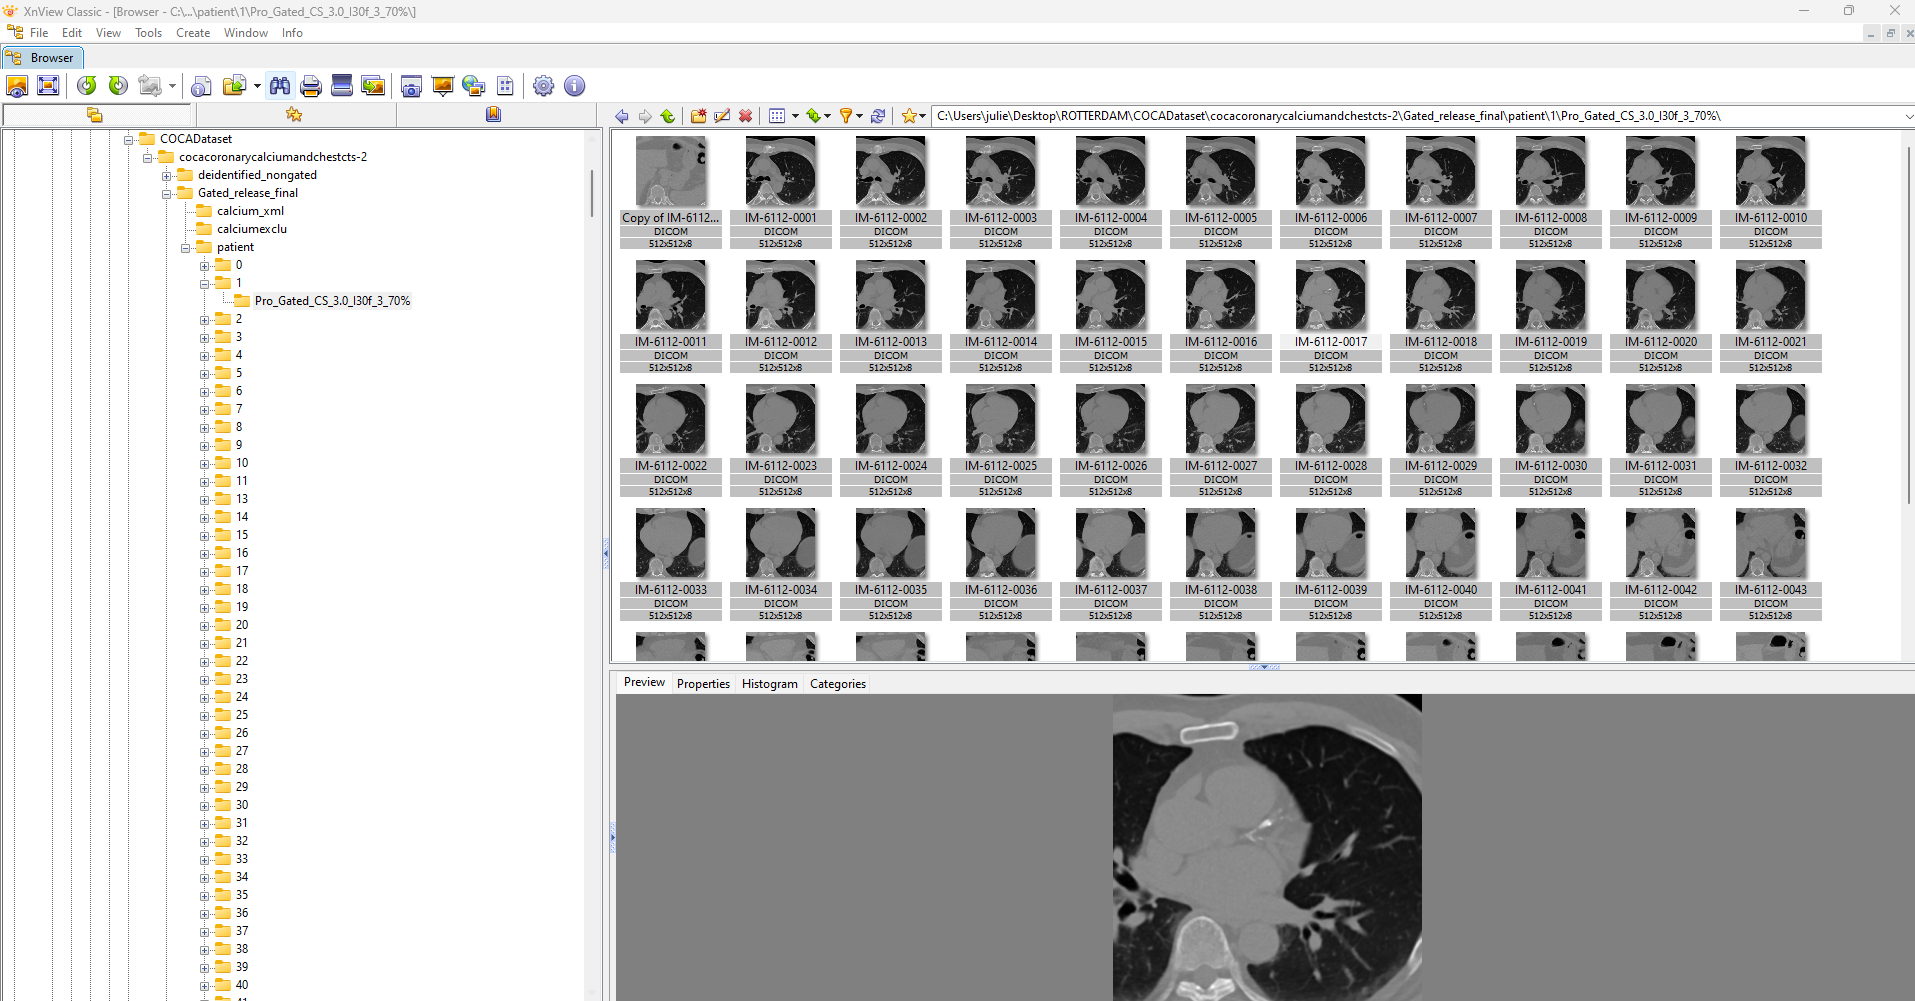 XnView Classic - [Browser - C:\...\patient\1\Pro_Gated_CS_3.0_I30f_3_70%\]
File Edit View Tools Create Window Info
Browser
C:\Users\julie\Desktop\ROTTERDAM\COCADataset\cocacoronarycalciumandchestcts-2\Gated_release_final\patient\1\Pro_Gated_CS_3.0_I30f_3_70%\
COCADataset
cocacoronarycalciumandchestcts-2
deidentified_nongated
Gated_release_final
calcium_xml
calciumexclu
patient
0
1
Pro_Gated_CS_3.0_I30f_3_70%
2
3
4
5
6
7
8
9
10
11
13
14
15
16
17
18
19
20
21
22
23
24
25
26
27
28
29
30
31
32
33
34
35
36
37
38
39
40
Copy of IM-6112... IM-6112-0001 IM-6112-0002 IM-6112-0003 IM-6112-0004 IM-6112-0005 IM-6112-0006 IM-6112-0007 IM-6112-0008 IM-6112-0009 IM-6112-0010
DICOM DICOM DICOM DICOM DICOM DICOM DICOM DICOM DICOM DICOM DICOM
512x512x8 512x512x8 512x512x8 512x512x8 512x512x8 512x512x8 512x512x8 512x512x8 512x512x8 512x512x8 512x512x8
IM-6112-0011 IM-6112-0012 IM-6112-0013 IM-6112-0014 IM-6112-0015 IM-6112-0016 IM-6112-0017 IM-6112-0018 IM-6112-0019 IM-6112-0020 IM-6112-0021
DICOM DICOM DICOM DICOM DICOM DICOM DICOM DICOM DICOM DICOM DICOM
512x512x8 512x512x8 512x512x8 512x512x8 512x512x8 512x512x8 512x512x8 512x512x8 512x512x8 512x512x8 512x512x8
IM-6112-0022 IM-6112-0023 IM-6112-0024 IM-6112-0025 IM-6112-0026 IM-6112-0027 IM-6112-0028 IM-6112-0029 IM-6112-0030 IM-6112-0031 IM-6112-0032
DICOM DICOM DICOM DICOM DICOM DICOM DICOM DICOM DICOM DICOM DICOM
512x512x8 512x512x8 512x512x8 512x512x8 512x512x8 512x512x8 512x512x8 512x512x8 512x512x8 512x512x8 512x512x8
IM-6112-0033 IM-6112-0034 IM-6112-0035 IM-6112-0036 IM-6112-0037 IM-6112-0038 IM-6112-0039 IM-6112-0040 IM-6112-0041 IM-6112-0042 IM-6112-0043
DICOM DICOM DICOM DICOM DICOM DICOM DICOM DICOM DICOM DICOM DICOM
512x512x8 512x512x8 512x512x8 512x512x8 512x512x8 512x512x8 512x512x8 512x512x8 512x512x8 512x512x8 512x512x8
Preview Properties Histogram Categories